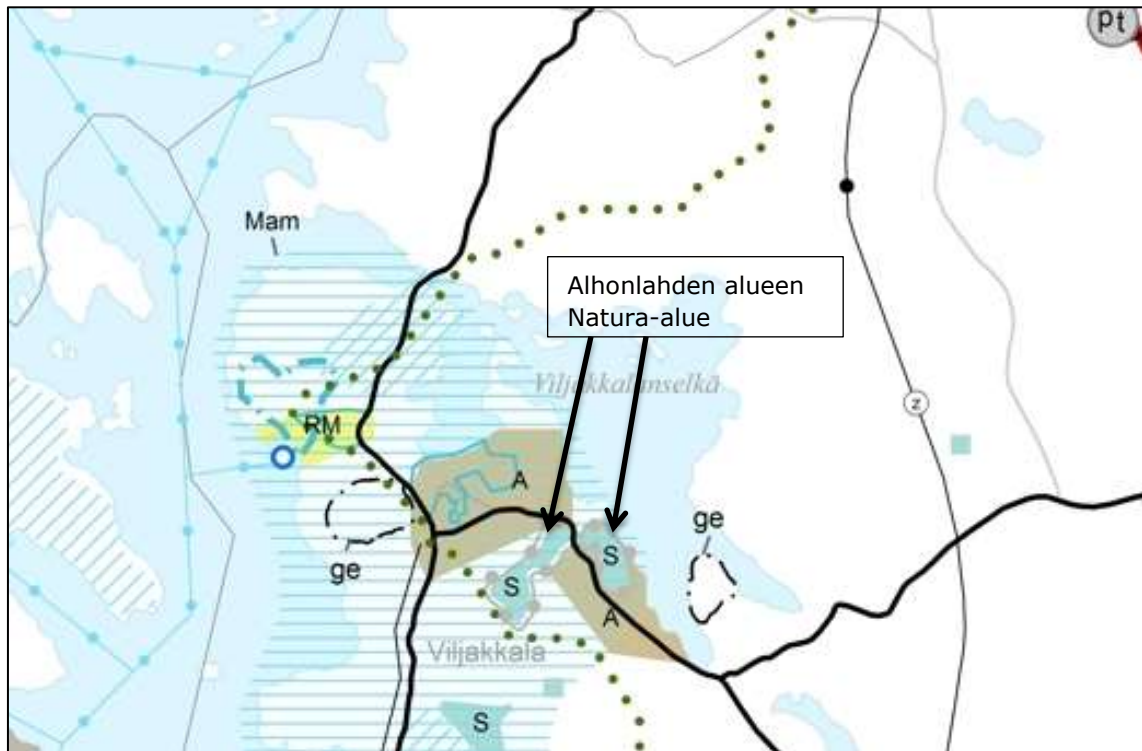 pt
Mam
Alhonlahden alueen
Natura-alue
Viljakkalanselkä
z
RM
A
ge
ge
S
S
A
Viljakkala
S